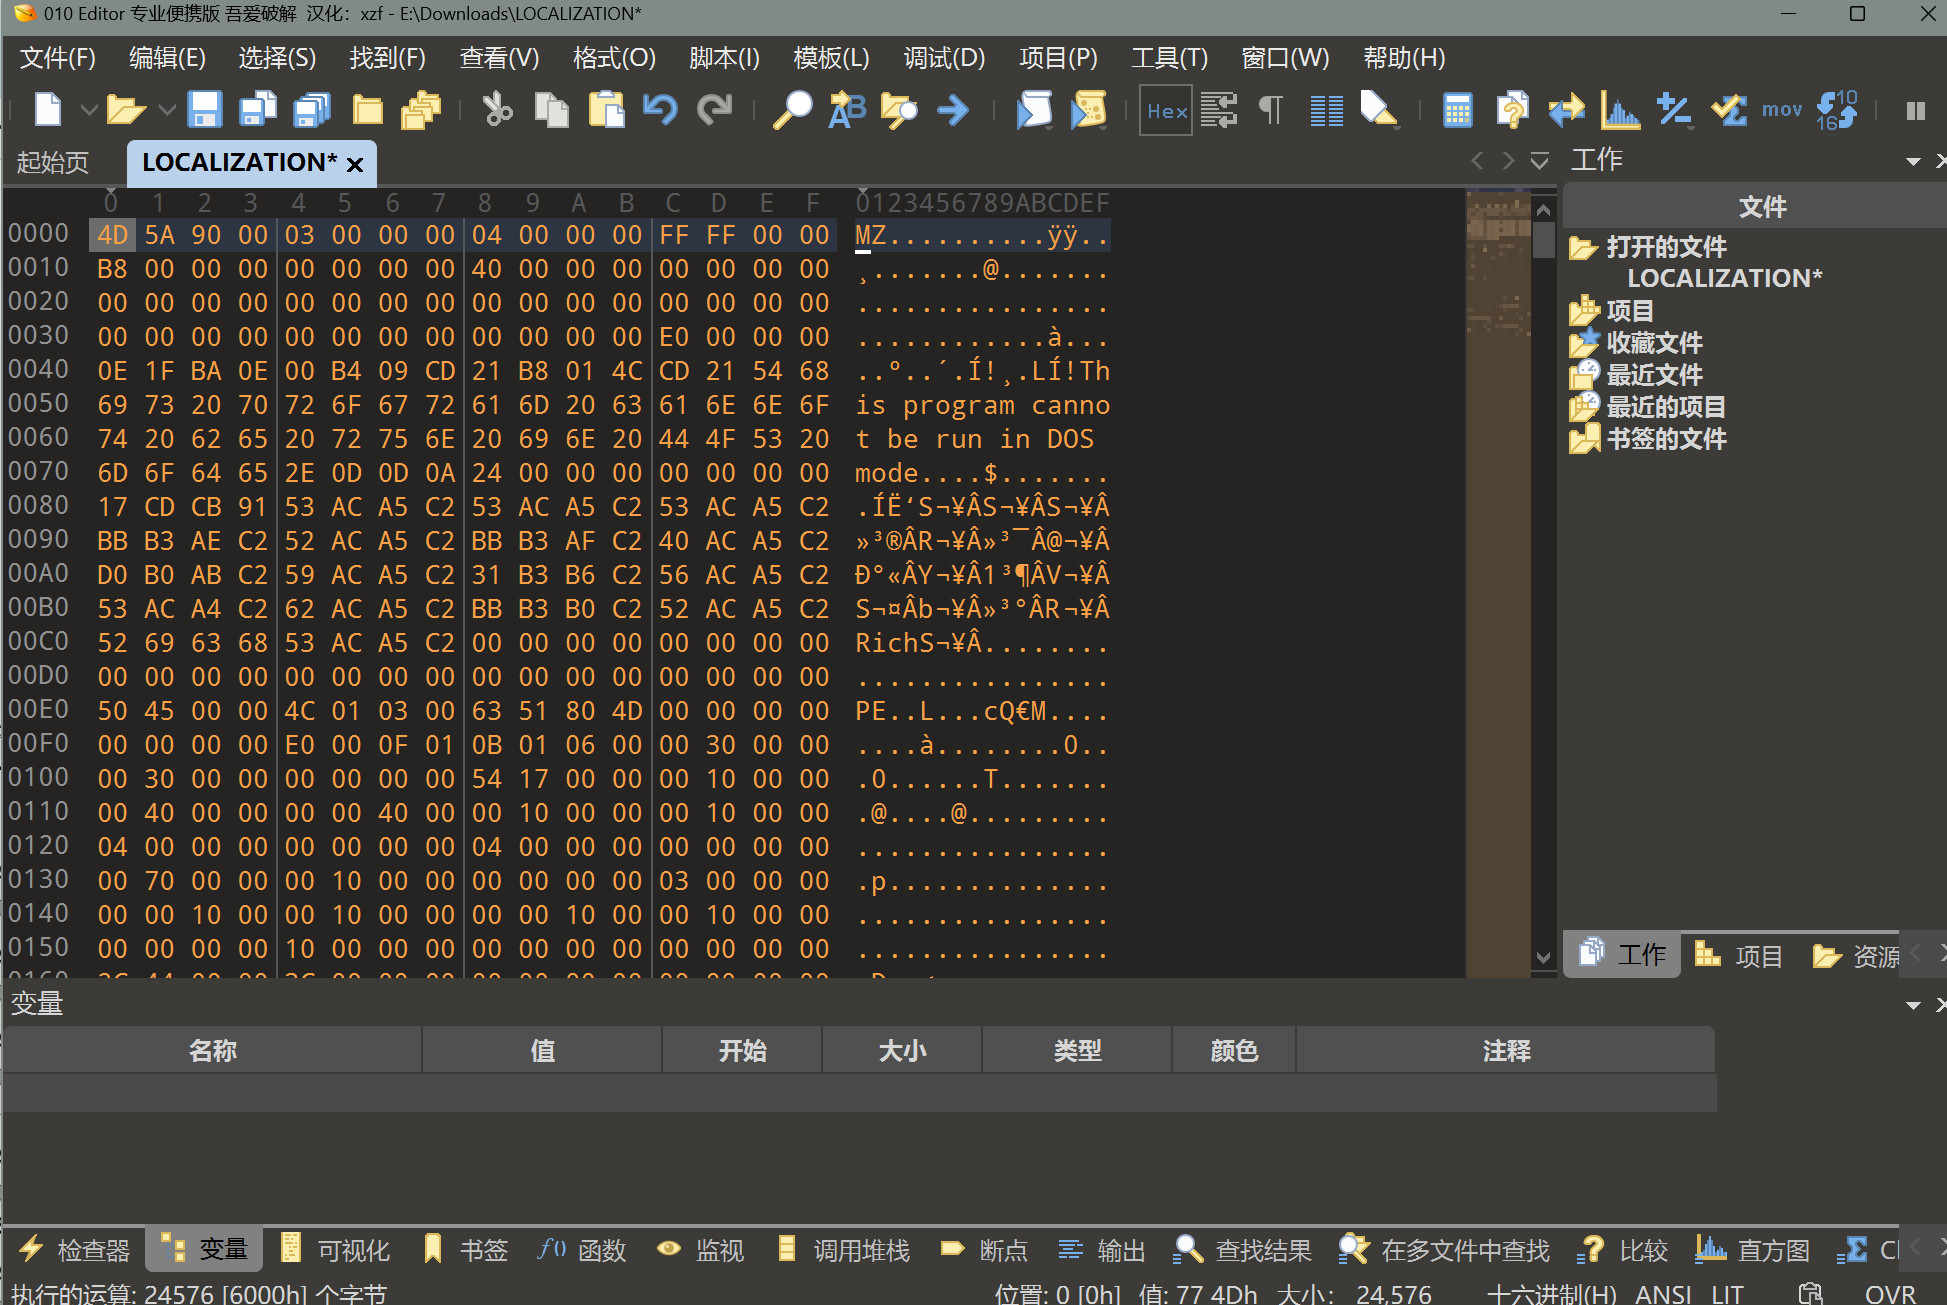 010 Editor 专业便携版 吾爱破解 汉化：xzf - E:\Downloads\LOCALIZATION*
文件(F) 编辑(E) 选择(S) 找到(F) 查看(V) 格式(O) 脚本(I) 模板(L) 调试(D) 项目(P) 工具(T) 窗口(W) 帮助(H)
Hex mov 10 16
起始页 LOCALIZATION*
0 1 2 3 4 5 6 7 8 9 A B C D E F 0123456789ABCDEF
0000 4D 5A 90 00 03 00 00 00 04 00 00 00 FF FF 00 00 MZ..........ÿÿ..
0010 B8 00 00 00 00 00 00 00 40 00 00 00 00 00 00 00 ¸.......@.......
0020 00 00 00 00 00 00 00 00 00 00 00 00 00 00 00 00 ................
0030 00 00 00 00 00 00 00 00 00 00 00 00 E0 00 00 00 ............à...
0040 0E 1F BA 0E 00 B4 09 CD 21 B8 01 4C CD 21 54 68 ..º..´.Í!¸.LÍ!Th
0050 69 73 20 70 72 6F 67 72 61 6D 20 63 61 6E 6E 6F is program canno
0060 74 20 62 65 20 72 75 6E 20 69 6E 20 44 4F 53 20 t be run in DOS
0070 6D 6F 64 65 2E 0D 0D 0A 24 00 00 00 00 00 00 00 mode....$.......
0080 17 CD CB 91 53 AC A5 C2 53 AC A5 C2 53 AC A5 C2 .ÍË‘S¬¥ÂS¬¥ÂS¬¥Â
0090 BB B3 AE C2 52 AC A5 C2 BB B3 AF C2 40 AC A5 C2 »³®ÂR¬¥Â»³¯Â@¬¥Â
00A0 D0 B0 AB C2 59 AC A5 C2 31 B3 B6 C2 56 AC A5 C2 Ð°«ÂY¬¥Â1³¶ÂV¬¥Â
00B0 53 AC A4 C2 62 AC A5 C2 BB B3 B0 C2 52 AC A5 C2 S¬¤Âb¬¥Â»³°ÂR¬¥Â
00C0 52 69 63 68 53 AC A5 C2 00 00 00 00 00 00 00 00 RichS¬¥Â........
00D0 00 00 00 00 00 00 00 00 00 00 00 00 00 00 00 00 ................
00E0 50 45 00 00 4C 01 03 00 63 51 80 4D 00 00 00 00 PE..L...cQ€M....
00F0 00 00 00 00 E0 00 0F 01 0B 01 06 00 00 30 00 00 ....à........0..
0100 00 30 00 00 00 00 00 00 54 17 00 00 00 10 00 00 .0......T.......
0110 00 40 00 00 00 00 40 00 00 10 00 00 00 10 00 00 .@....@.........
0120 04 00 00 00 00 00 00 00 04 00 00 00 00 00 00 00 ................
0130 00 70 00 00 00 10 00 00 00 00 00 00 03 00 00 00 .p..............
0140 00 00 10 00 00 10 00 00 00 00 10 00 00 10 00 00 ................
0150 00 00 00 00 10 00 00 00 00 00 00 00 00 00 00 00 ................
工作
文件
打开的文件
LOCALIZATION*
项目
收藏文件
最近文件
最近的项目
书签的文件
工作 项目 资源
变量
名称 值 开始 大小 类型 颜色 注释
检查器 变量 可视化 书签 f() 函数 监视 调用堆栈 断点 输出 查找结果 在多文件中查找 比较 直方图
执行的运算: 24576 [6000h] 个字节 位置: 0 [0h] 值: 77 4Dh 大小： 24,576 十六进制(H) ANSI LIT OVR